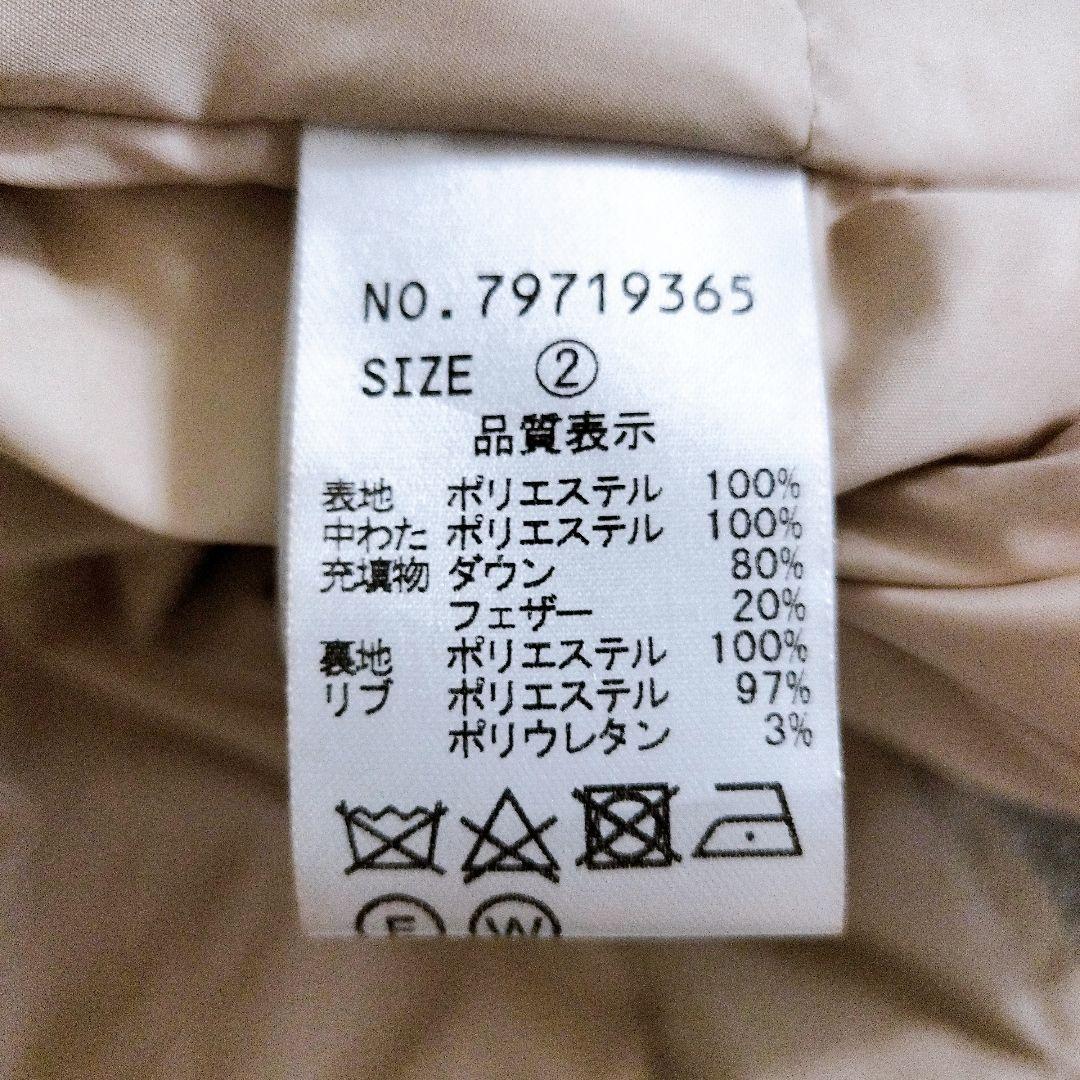 NO.79719365
SIZE ②
品質表示
表地 ポリエステル 100%
中わた ポリエステル 100%
充填物 ダウン 80%
フェザー 20%
裏地 ポリエステル 100%
リブ ポリエステル 97%
ポリウレタン 3%
W